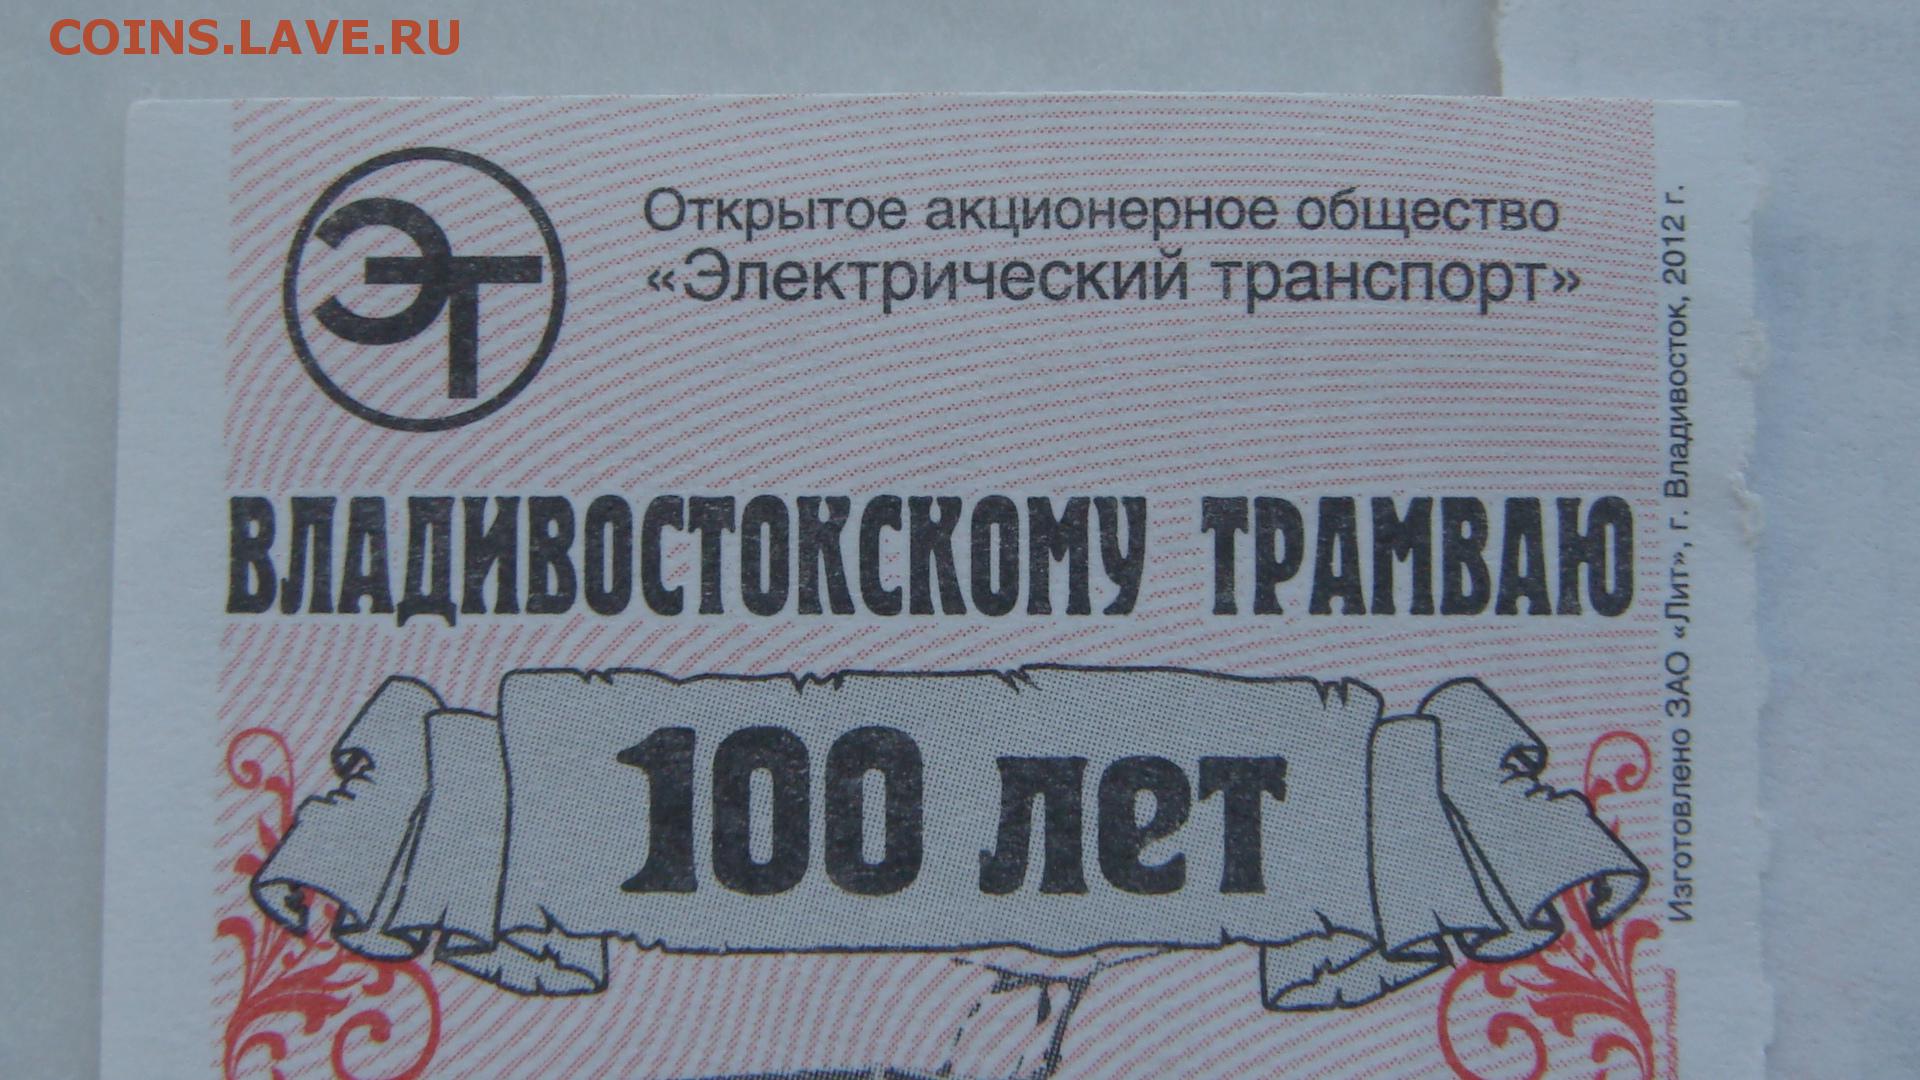 COINS.LAVE.RU
ЭТ
Открытое акционерное общество
«Электрический транспорт»
ВЛАДИВОСТОКСКОМУ ТРАМВАЮ
100 лет
Изготовлено ЗАО «Лит», г. Владивосток, 2012 г.